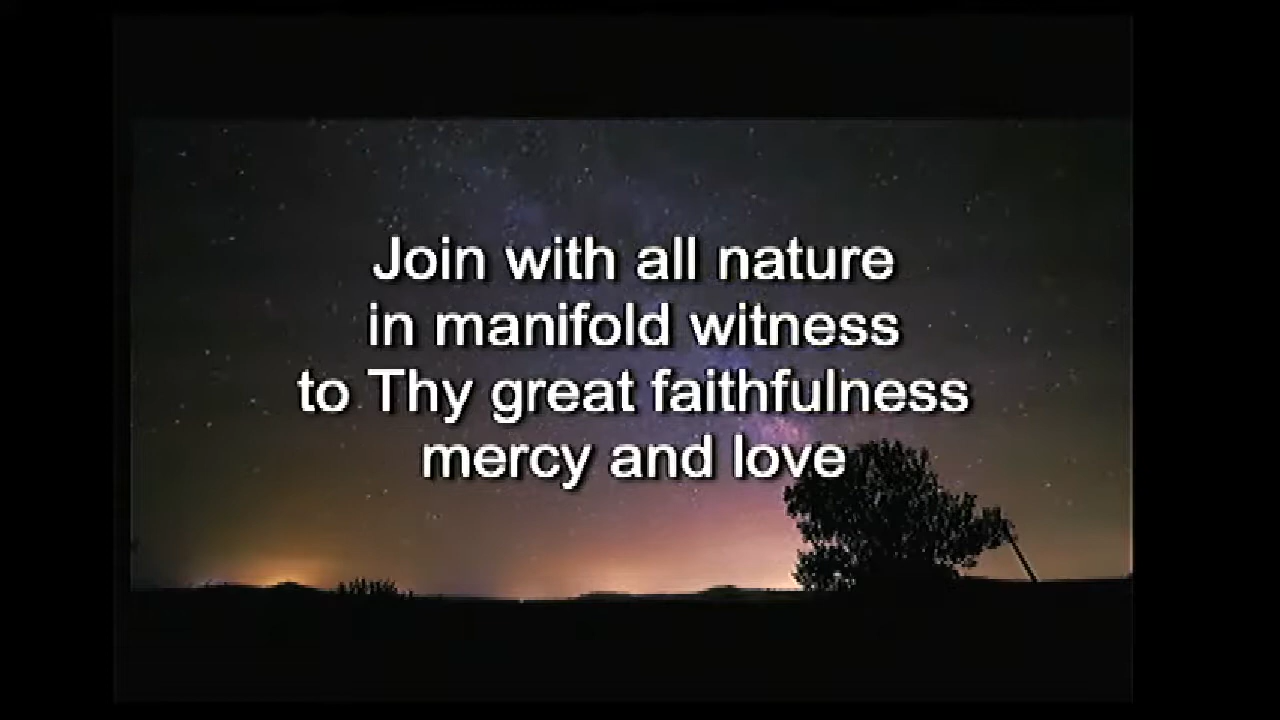 Join with all nature
in manifold witness
to Thy great faithfulness
mercy and love